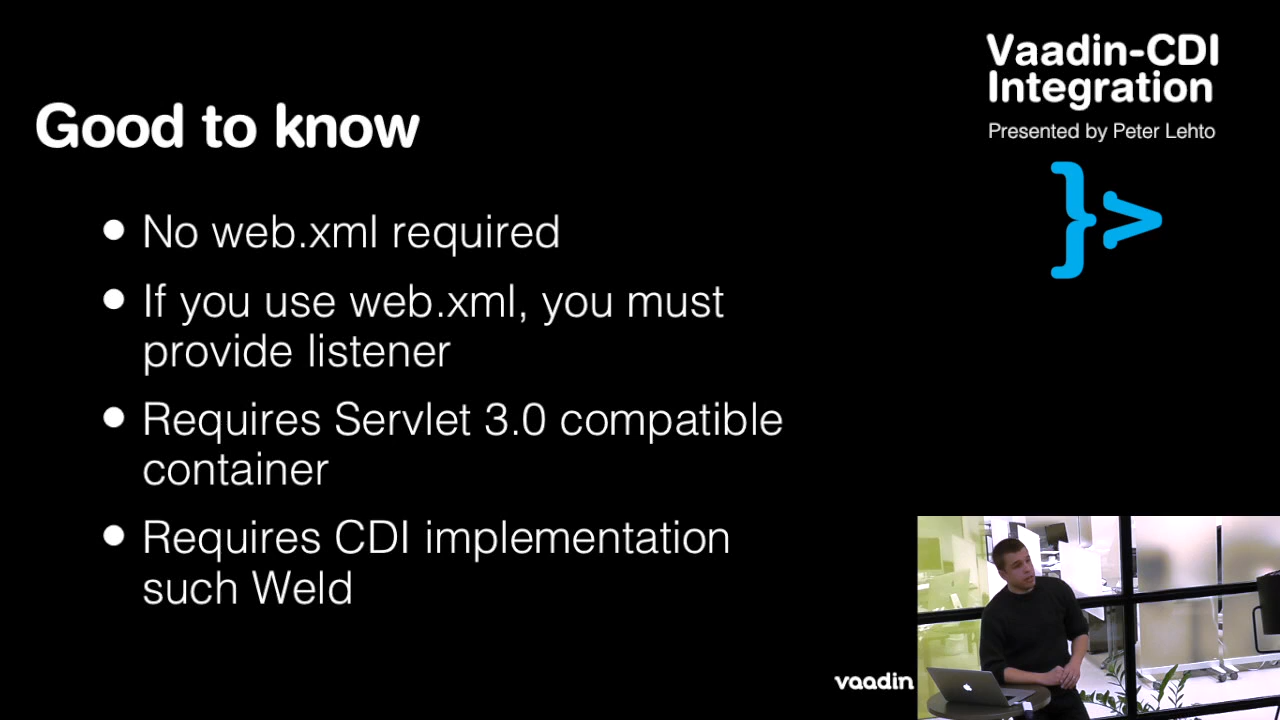 Vaadin-CDI
Integration
Presented by Peter Lehto
}>
Good to know
• No web.xml required
• If you use web.xml, you must
provide listener
• Requires Servlet 3.0 compatible
container
• Requires CDI implementation
such Weld
vaadin